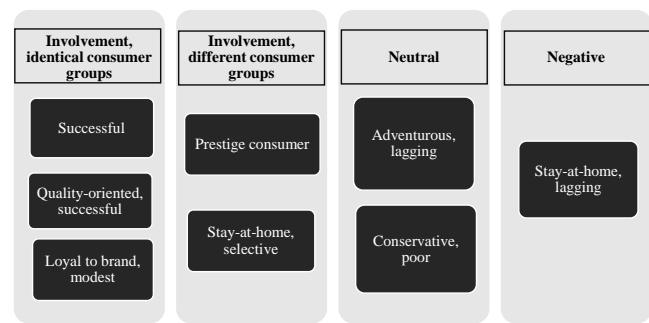 Involvement,
identical consumer
groups
Successful
Quality-oriented,
successful
Loyal to brand,
modest
Involvement,
different consumer
groups
Prestige consumer
Stay-at-home,
selective
Neutral
Adventurous,
lagging
Conservative,
poor
Negative
Stay-at-home,
lagging